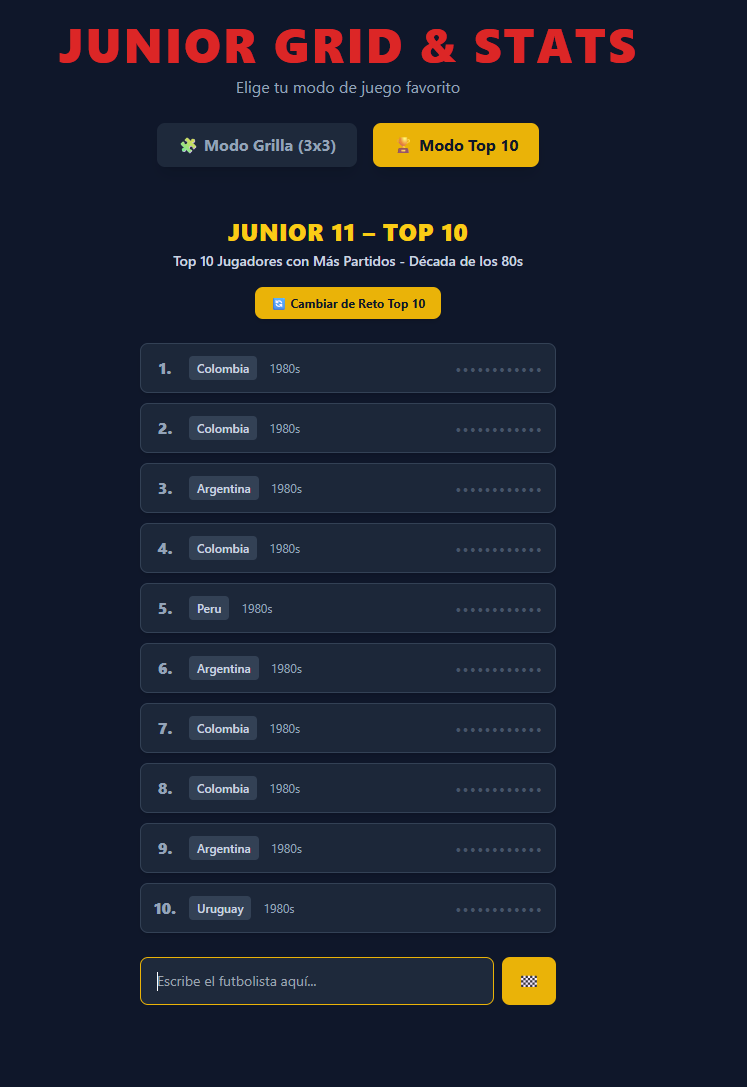 JUNIOR GRID & STATS
Elige tu modo de juego favorito
🧩 Modo Grilla (3x3) 🏆 Modo Top 10
JUNIOR 11 – TOP 10
Top 10 Jugadores con Más Partidos - Década de los 80s
🔄 Cambiar de Reto Top 10
1. Colombia 1980s ••••••••••••
2. Colombia 1980s ••••••••••••
3. Argentina 1980s ••••••••••••
4. Colombia 1980s ••••••••••••
5. Peru 1980s ••••••••••••
6. Argentina 1980s ••••••••••••
7. Colombia 1980s ••••••••••••
8. Colombia 1980s ••••••••••••
9. Argentina 1980s ••••••••••••
10. Uruguay 1980s ••••••••••••
Escribe el futbolista aquí... 🏁